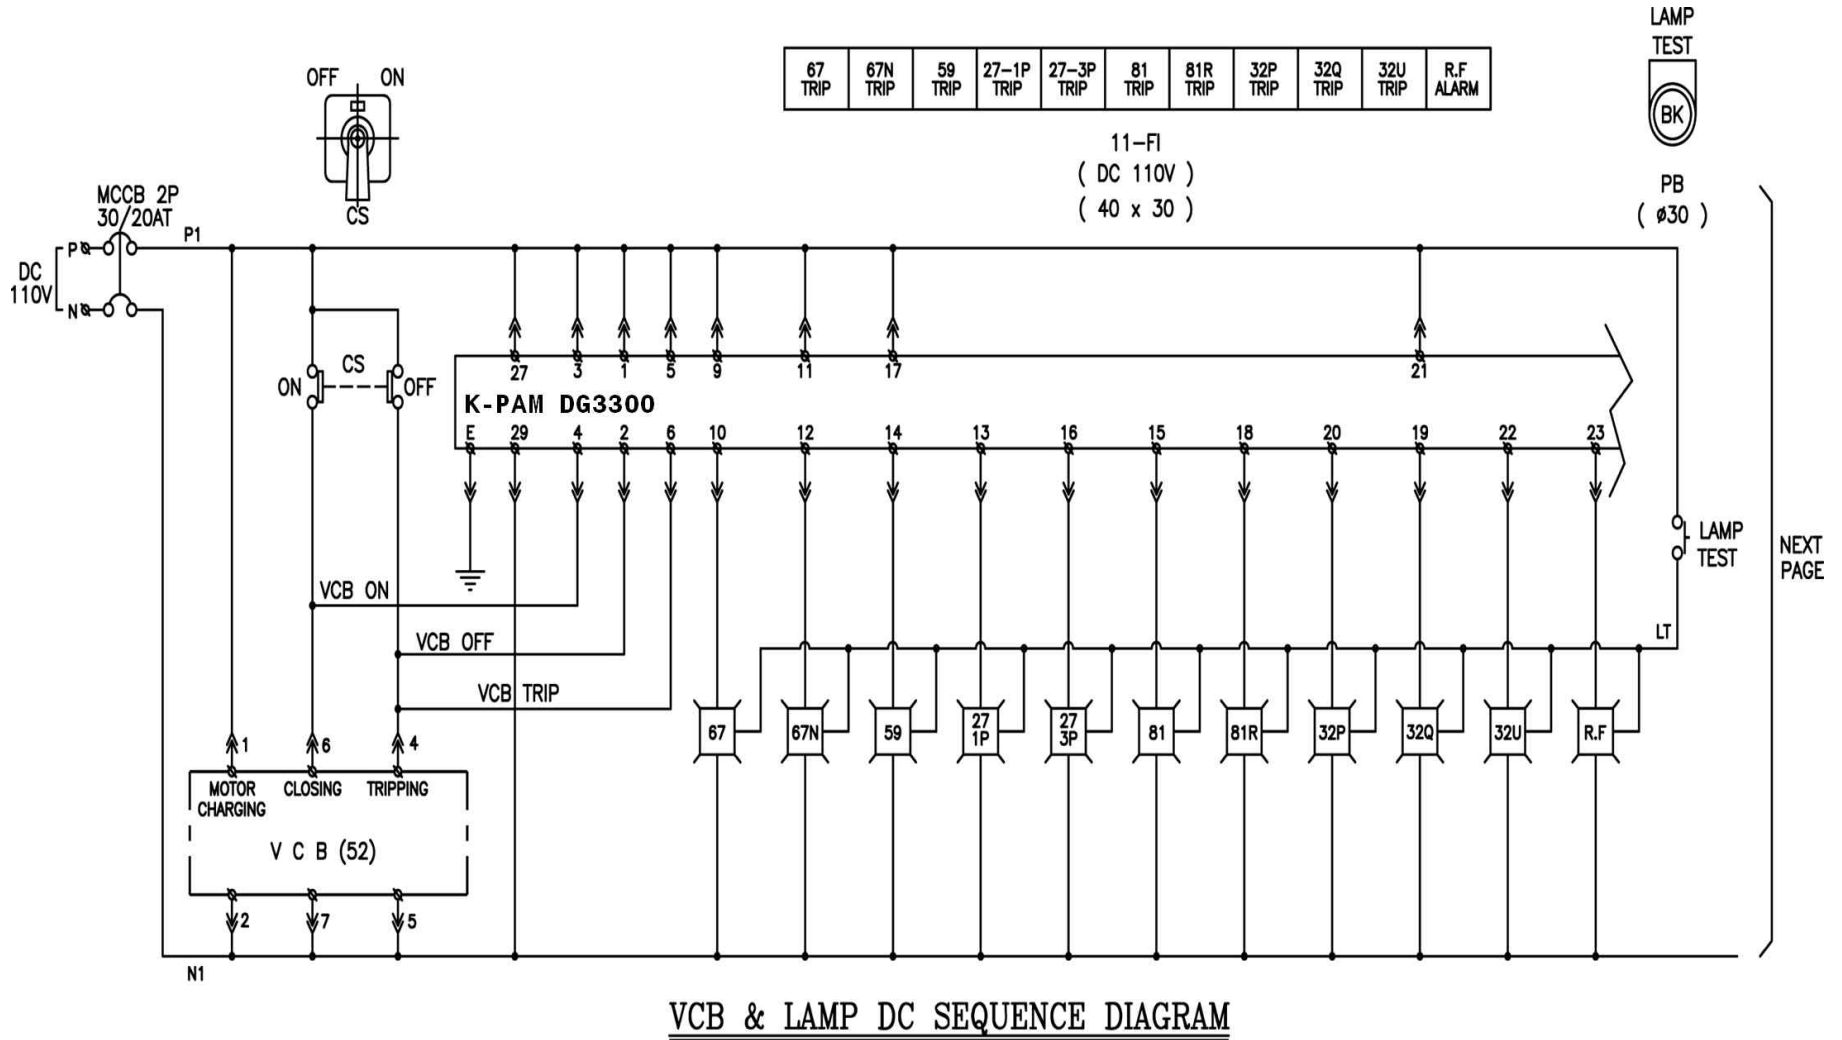 LAMP
TEST
OFF ON
67
TRIP
67N
TRIP
59
TRIP
27-1P
TRIP
27-3P
TRIP
81
TRIP
81R
TRIP
32P
TRIP
32Q
TRIP
32U
TRIP
R.F
ALARM
BK
11-FI
( DC 110V )
( 40 x 30 )
PB
( ø30 )
CS
MCCB 2P
30/20AT
P1
P
DC
110V
N
CS
ON OFF
27 3 1 5 9 11 17 21
K-PAM DG3300
E 29 4 2 6 10 12 14 13 16 15 18 20 19 22 23
LAMP
TEST
NEXT
PAGE
VCB ON
VCB OFF
LT
VCB TRIP
67 67N 59 27 1P 27 3P 81 81R 32P 32Q 32U R.F
1 6 4
MOTOR
CHARGING
CLOSING
TRIPPING
V C B (52)
2 7 5
N1
VCB & LAMP DC SEQUENCE DIAGRAM